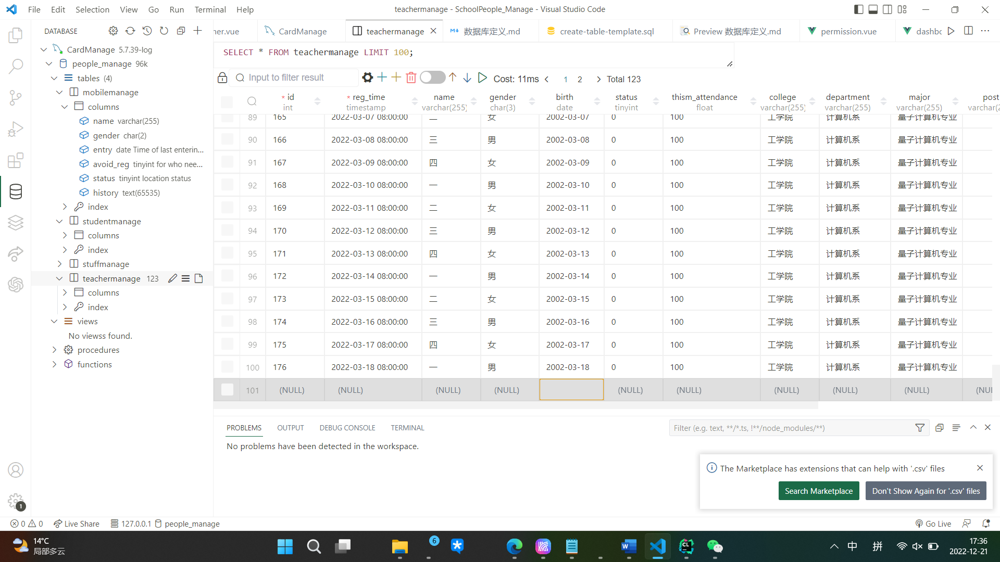 File Edit Selection View Go Run Terminal Help
teachermanage - SchoolPeople_Manage - Visual Studio Code
DATABASE
CardManage 5.7.39-log
people_manage 96k
tables (4)
mobilemanage
columns
name varchar(255)
gender char(2)
entry date Time of last enterin...
avoid_reg tinyint for who nee...
status tinyint location status
history text(65535)
index
studentmanage
columns
index
stuffmanage
teachermanage 123
columns
index
views
No viewss found.
procedures
functions
her.vue CardManage teachermanage 数据库定义.md create-table-template.sql Preview 数据库定义.md permission.vue dashbc
SELECT * FROM teachermanage LIMIT 100;
Input to filter result Cost: 11ms 1 2 Total 123
* id * reg_time name gender birth status thism_attendance college department major post
int timestamp varchar(255) char(3) date tinyint float varchar(255) varchar(255) varchar(255) varchar(2
89 165 2022-03-07 08:00:00 二 女 2002-03-07 0 100 工学院 计算机系 量子计算机专业
90 166 2022-03-08 08:00:00 三 男 2002-03-08 0 100 工学院 计算机系 量子计算机专业
91 167 2022-03-09 08:00:00 四 女 2002-03-09 0 100 工学院 计算机系 量子计算机专业
92 168 2022-03-10 08:00:00 一 男 2002-03-10 0 100 工学院 计算机系 量子计算机专业
93 169 2022-03-11 08:00:00 二 女 2002-03-11 0 100 工学院 计算机系 量子计算机专业
94 170 2022-03-12 08:00:00 三 男 2002-03-12 0 100 工学院 计算机系 量子计算机专业
95 171 2022-03-13 08:00:00 四 女 2002-03-13 0 100 工学院 计算机系 量子计算机专业
96 172 2022-03-14 08:00:00 一 男 2002-03-14 0 100 工学院 计算机系 量子计算机专业
97 173 2022-03-15 08:00:00 二 女 2002-03-15 0 100 工学院 计算机系 量子计算机专业
98 174 2022-03-16 08:00:00 三 男 2002-03-16 0 100 工学院 计算机系 量子计算机专业
99 175 2022-03-17 08:00:00 四 女 2002-03-17 0 100 工学院 计算机系 量子计算机专业
100 176 2022-03-18 08:00:00 一 男 2002-03-18 0 100 工学院 计算机系 量子计算机专业
101 (NULL) (NULL) (NULL) (NULL) (NULL) (NULL) (NULL) (NULL) (NULL) (NUI
PROBLEMS OUTPUT DEBUG CONSOLE TERMINAL
Filter (e.g. text, **/*.ts, !**/node_modules/**)
No problems have been detected in the workspace.
The Marketplace has extensions that can help with '.csv' files
Search Marketplace Don't Show Again for '.csv' files
1
0 0 Live Share 127.0.0.1 people_manage Go Live
14°C
局部多云
6
W
CL
中 拼
17:36
2022-12-21